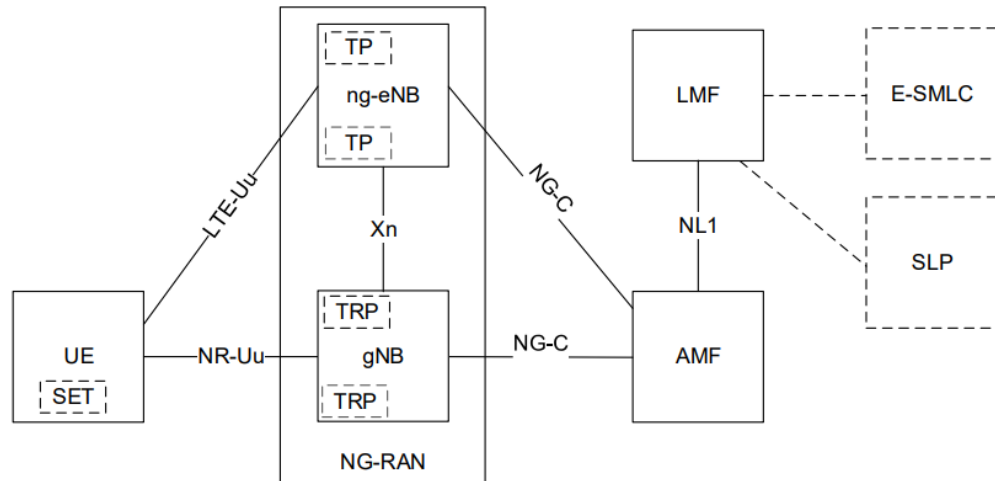 TP
ng-eNB
TP
LMF
E-SMLC
LTE-Uu
NG-C
Xn
NL1
SLP
UE
SET
NR-Uu
TRP
gNB
TRP
NG-C
AMF
NG-RAN